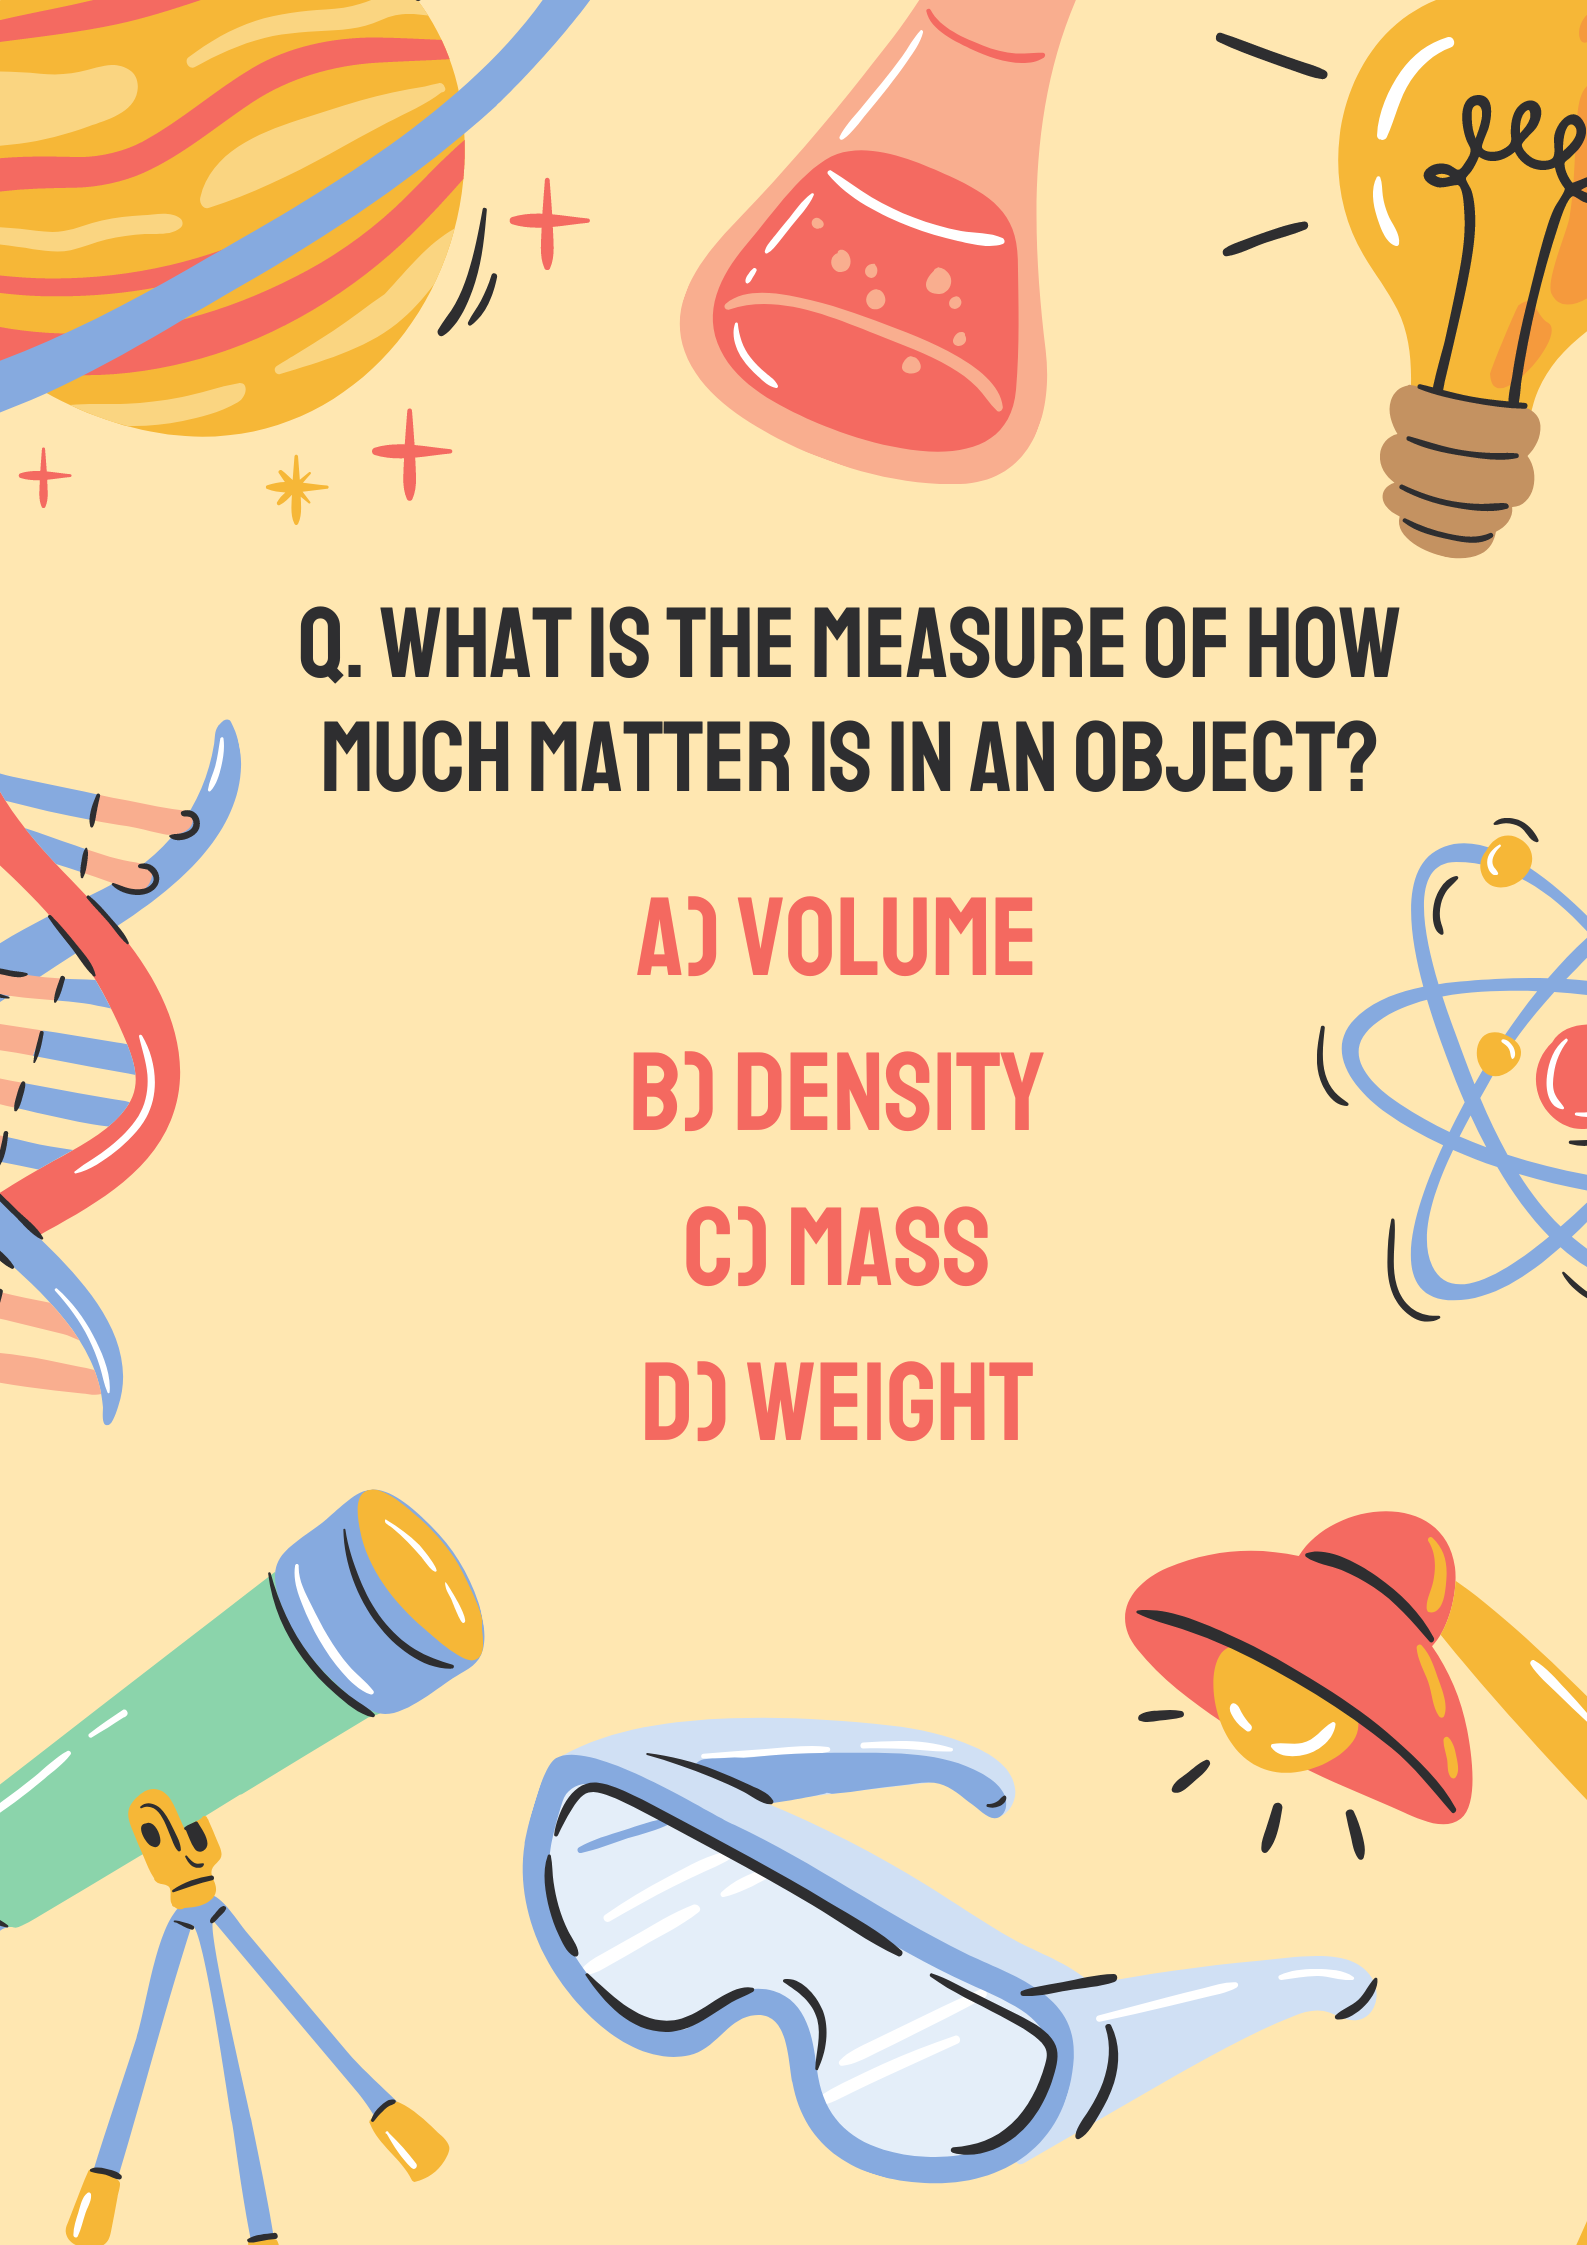 Q. WHAT IS THE MEASURE OF HOW
MUCH MATTER IS IN AN OBJECT?
A) VOLUME
B) DENSITY
C) MASS
D) WEIGHT